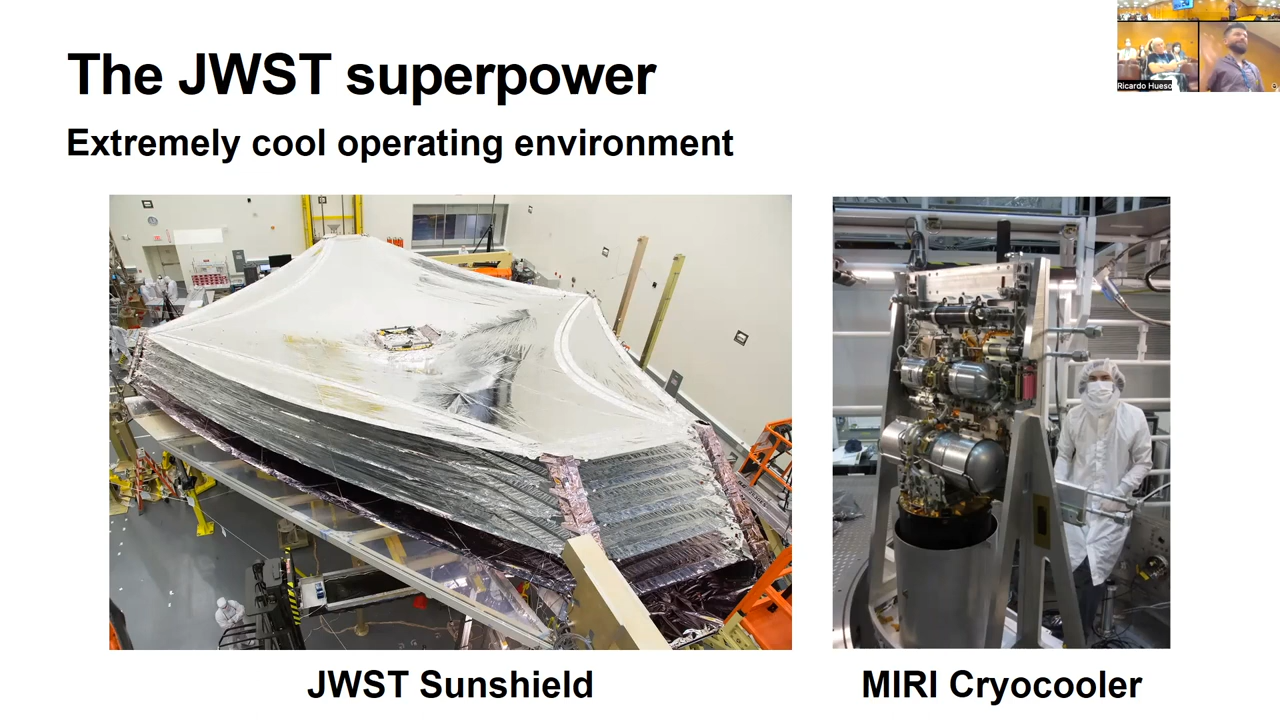 The JWST superpower
Extremely cool operating environment
Ricardo Hueso
JWST Sunshield
MIRI Cryocooler